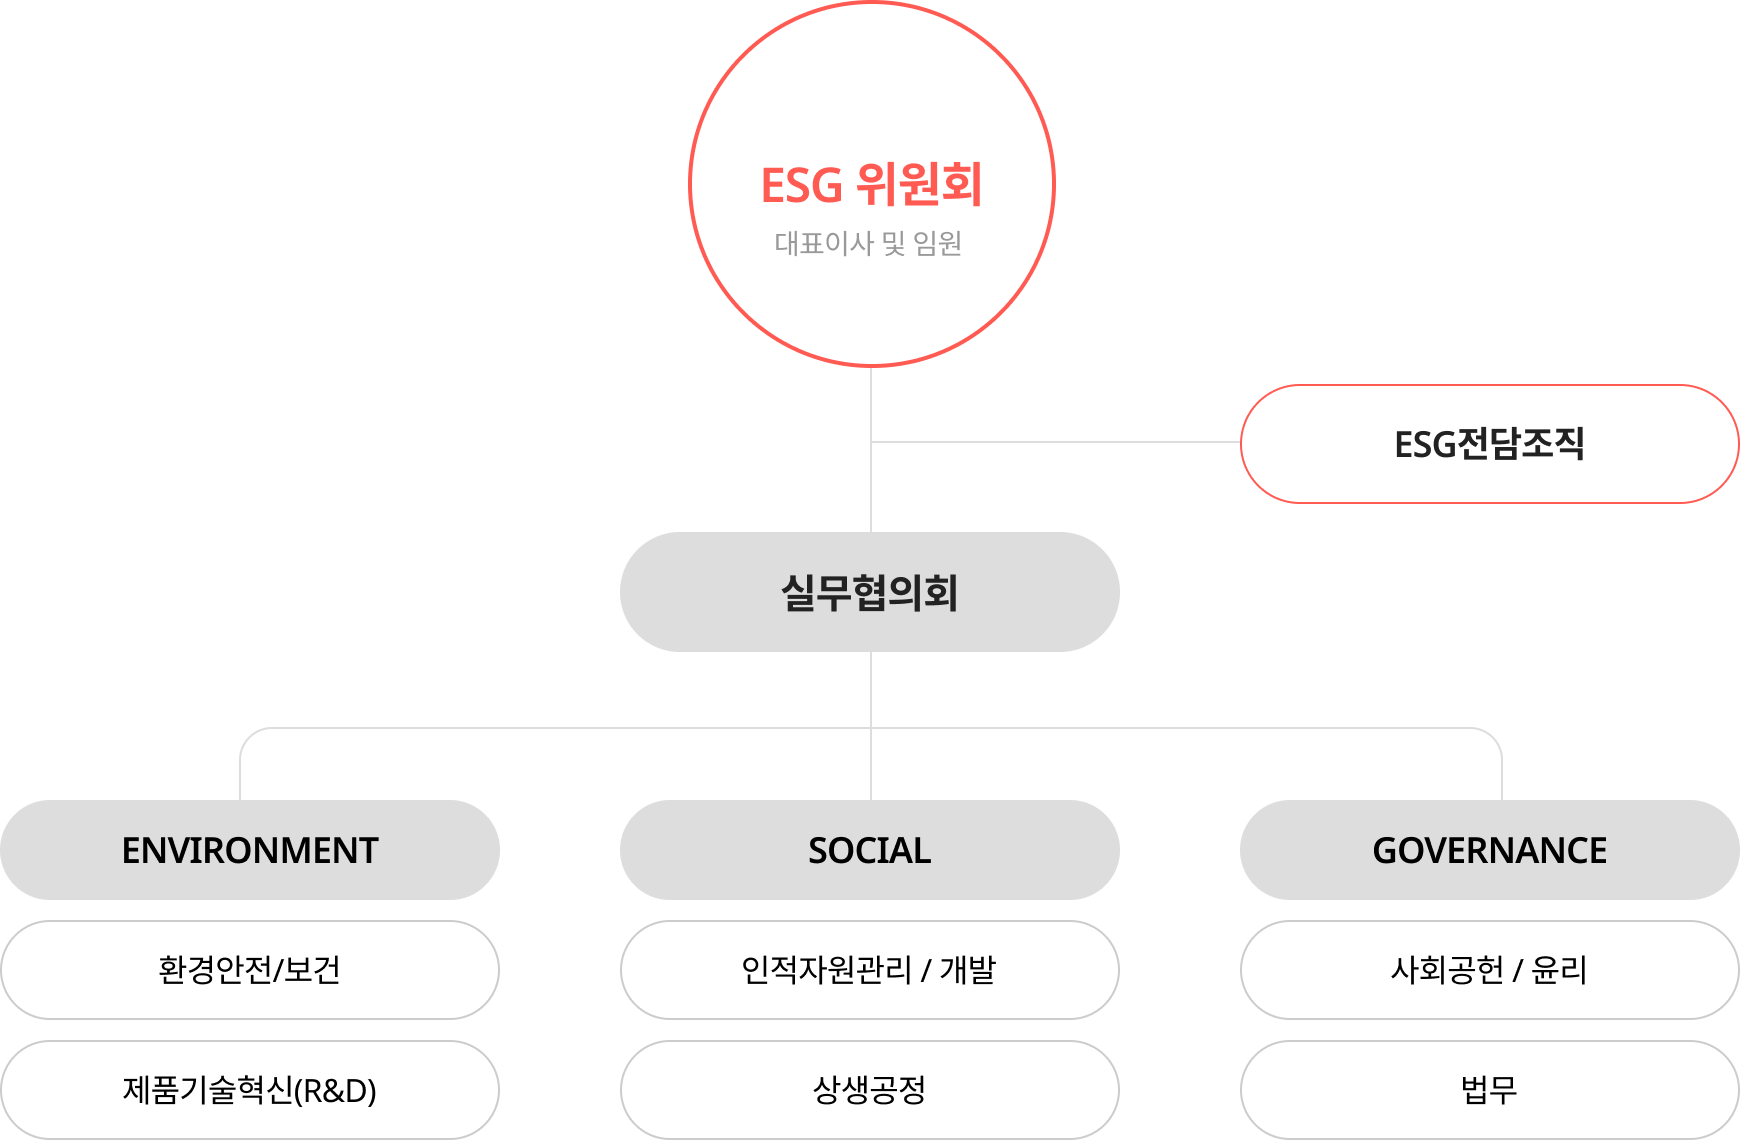 ESG 위원회
대표이사 및 임원
ESG전담조직
실무협의회
ENVIRONMENT
SOCIAL
GOVERNANCE
환경안전/보건
인적자원관리 / 개발
사회공헌 / 윤리
제품기술혁신(R&D)
상생공정
법무